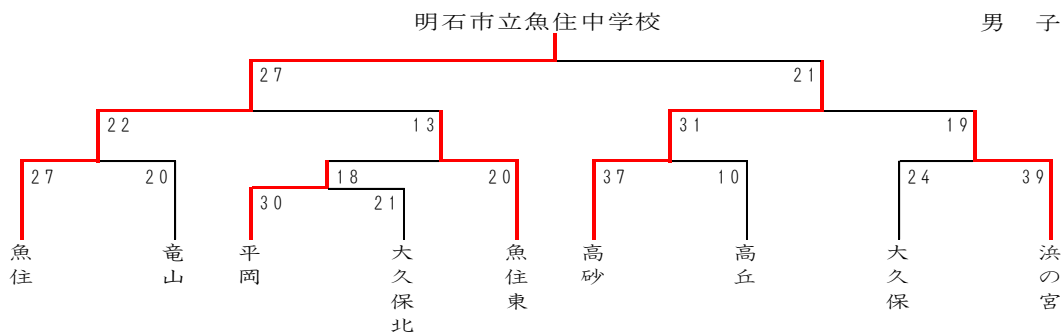 明石市立魚住中学校 男 子
27 21
22 13 31 19
27 20 18 20 37 10 24 39
30 21
魚住 竜山 平岡 大久保北 魚住東 高砂 高丘 大久保 浜の宮